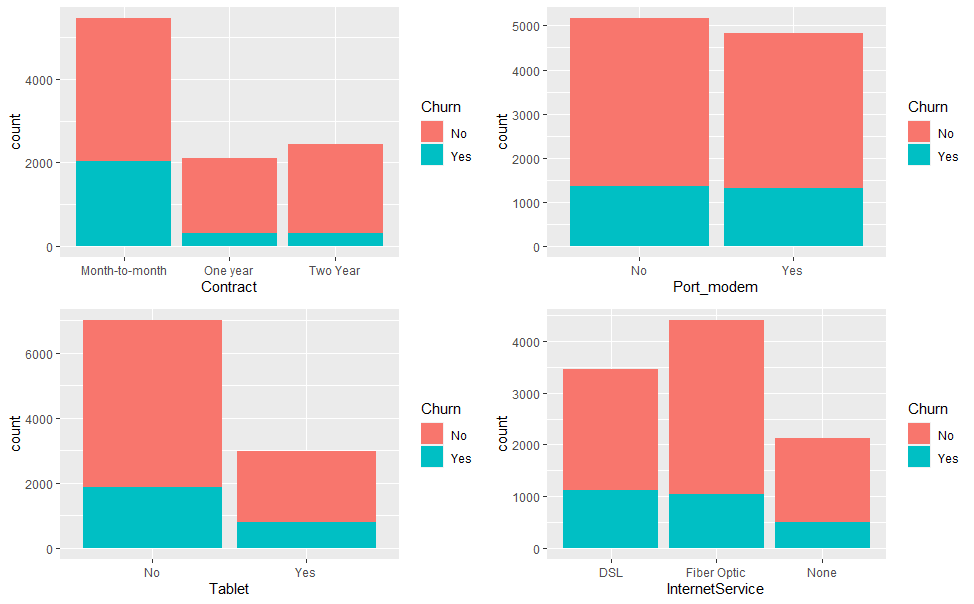 4000
2000
0
count
Month-to-month One year Two Year
Contract
Churn
No
Yes
5000
4000
3000
2000
1000
0
count
No Yes
Port_modem
Churn
No
Yes
6000
4000
2000
0
count
No Yes
Tablet
Churn
No
Yes
4000
3000
2000
1000
0
count
DSL Fiber Optic None
InternetService
Churn
No
Yes